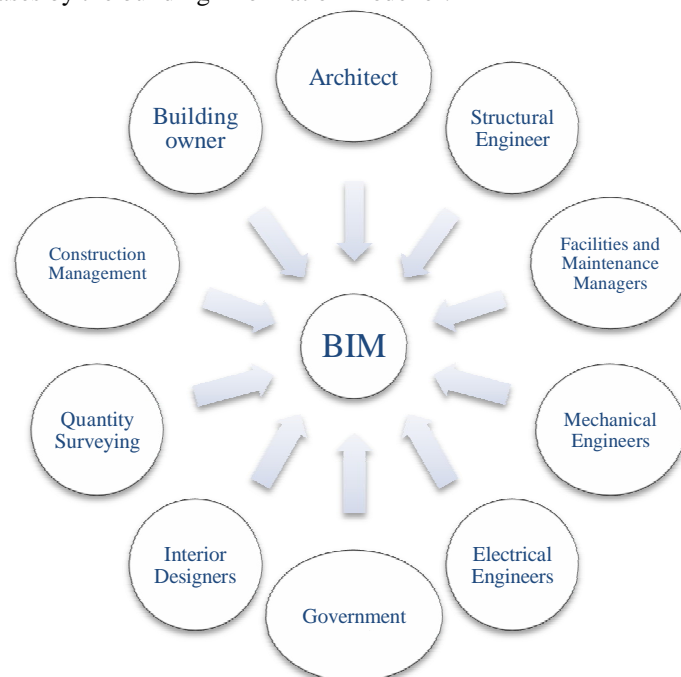 Architect
Structural
Engineer
Facilities and
Maintenance
Managers
Mechanical
Engineers
Electrical
Engineers
Government
Interior
Designers
Quantity
Surveying
Construction
Management
Building
owner
BIM